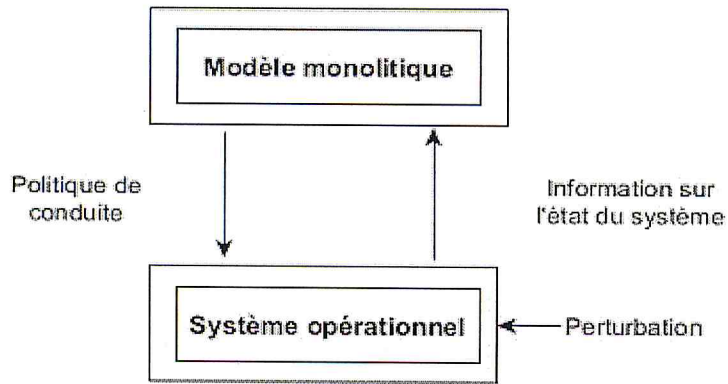 Modèle monolitique
Politique de
conduite
Information sur
l'état du système
Système opérationnel
Perturbation